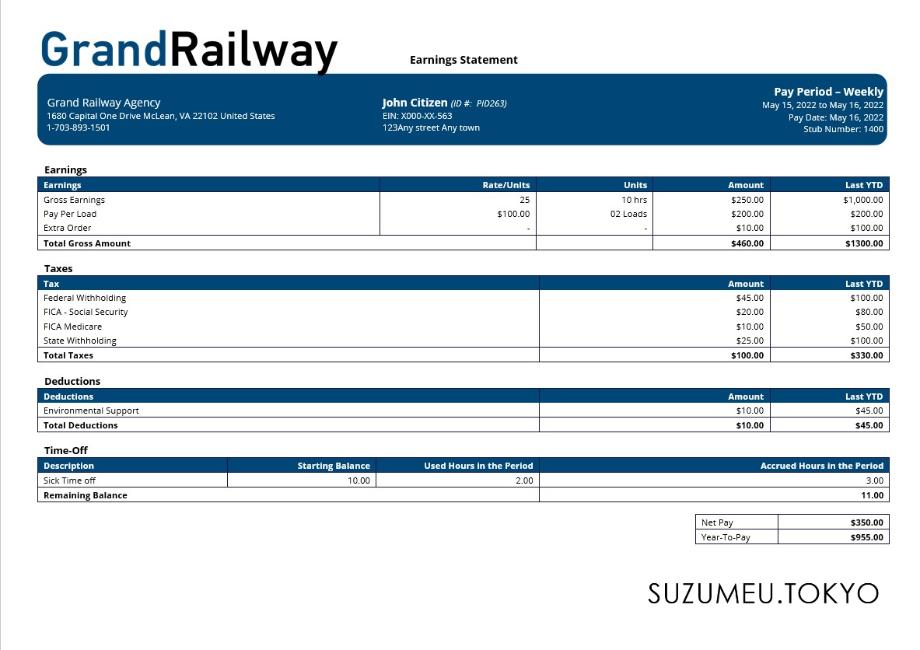 GrandRailway
Earnings Statement
Grand Railway Agency
1680 Capital One Drive McLean, VA 22102 United States
1-703-893-1501
John Citizen (ID #: PID263)
EIN: X000-XX-563
123Any street Any town
Pay Period – Weekly
May 15, 2022 to May 16, 2022
Pay Date: May 16, 2022
Stub Number: 1400
Earnings
Earnings Rate/Units Units Amount Last YTD
Gross Earnings 25 10 hrs $250.00 $1,000.00
Pay Per Load $100.00 02 Loads $200.00 $200.00
Extra Order - - $10.00 $100.00
Total Gross Amount $460.00 $1300.00
Taxes
Tax Amount Last YTD
Federal Withholding $45.00 $100.00
FICA - Social Security $20.00 $80.00
FICA Medicare $10.00 $50.00
State Withholding $25.00 $100.00
Total Taxes $100.00 $330.00
Deductions
Deductions Amount Last YTD
Environmental Support $10.00 $45.00
Total Deductions $10.00 $45.00
Time-Off
Description Starting Balance Used Hours in the Period Accrued Hours in the Period
Sick Time off 10.00 2.00 3.00
Remaining Balance 11.00
Net Pay $350.00
Year-To-Pay $955.00
SUZUMEU.TOKYO